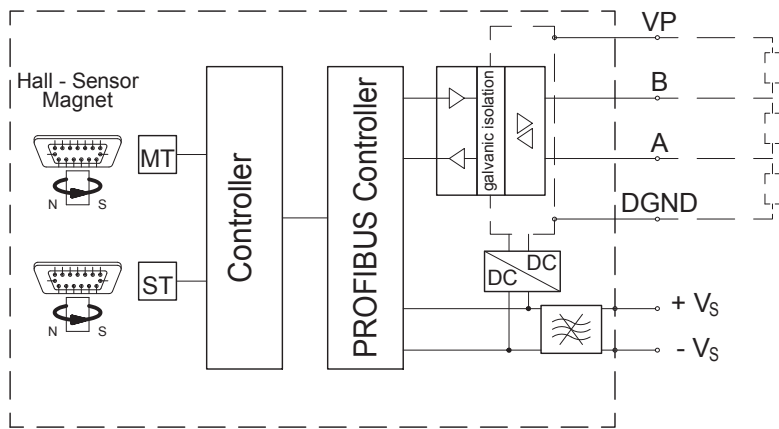 Hall - Sensor
Magnet
N S
MT
N S
ST
Controller
PROFIBUS Controller
galvanic isolation
DC
DC
VP
B
A
DGND
+ VS
- VS